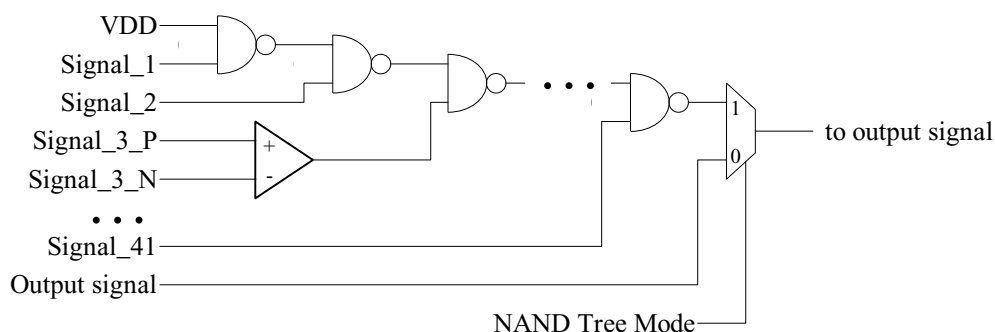 VDD
Signal_1
Signal_2
Signal_3_P
Signal_3_N
• • •
Signal_41
Output signal
NAND Tree Mode
+
-
• • •
1
0
to output signal